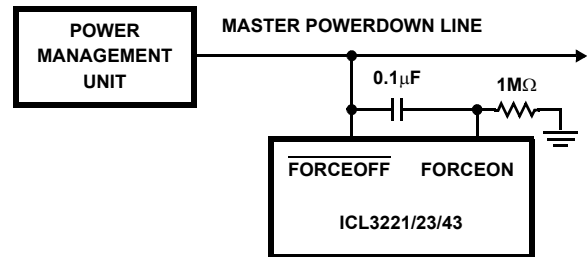 POWER
MANAGEMENT
UNIT
MASTER POWERDOWN LINE
0.1μF
1MΩ
FORCEOFF FORCEON
ICL3221/23/43